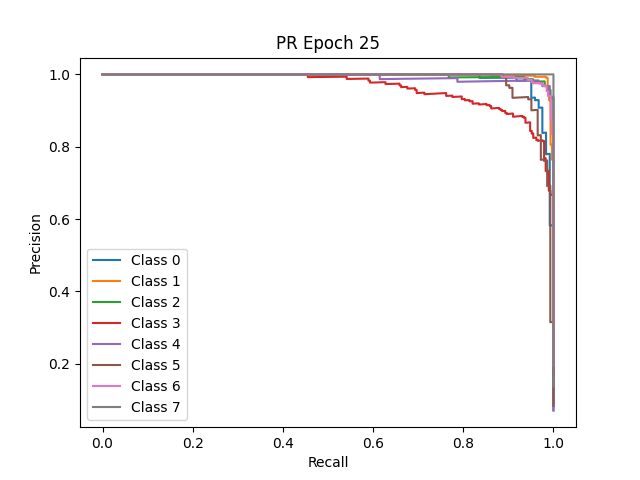 PR Epoch 25
1.0
0.8
0.6
0.4
0.2
Precision
Class 0
Class 1
Class 2
Class 3
Class 4
Class 5
Class 6
Class 7
0.0 0.2 0.4 0.6 0.8 1.0
Recall